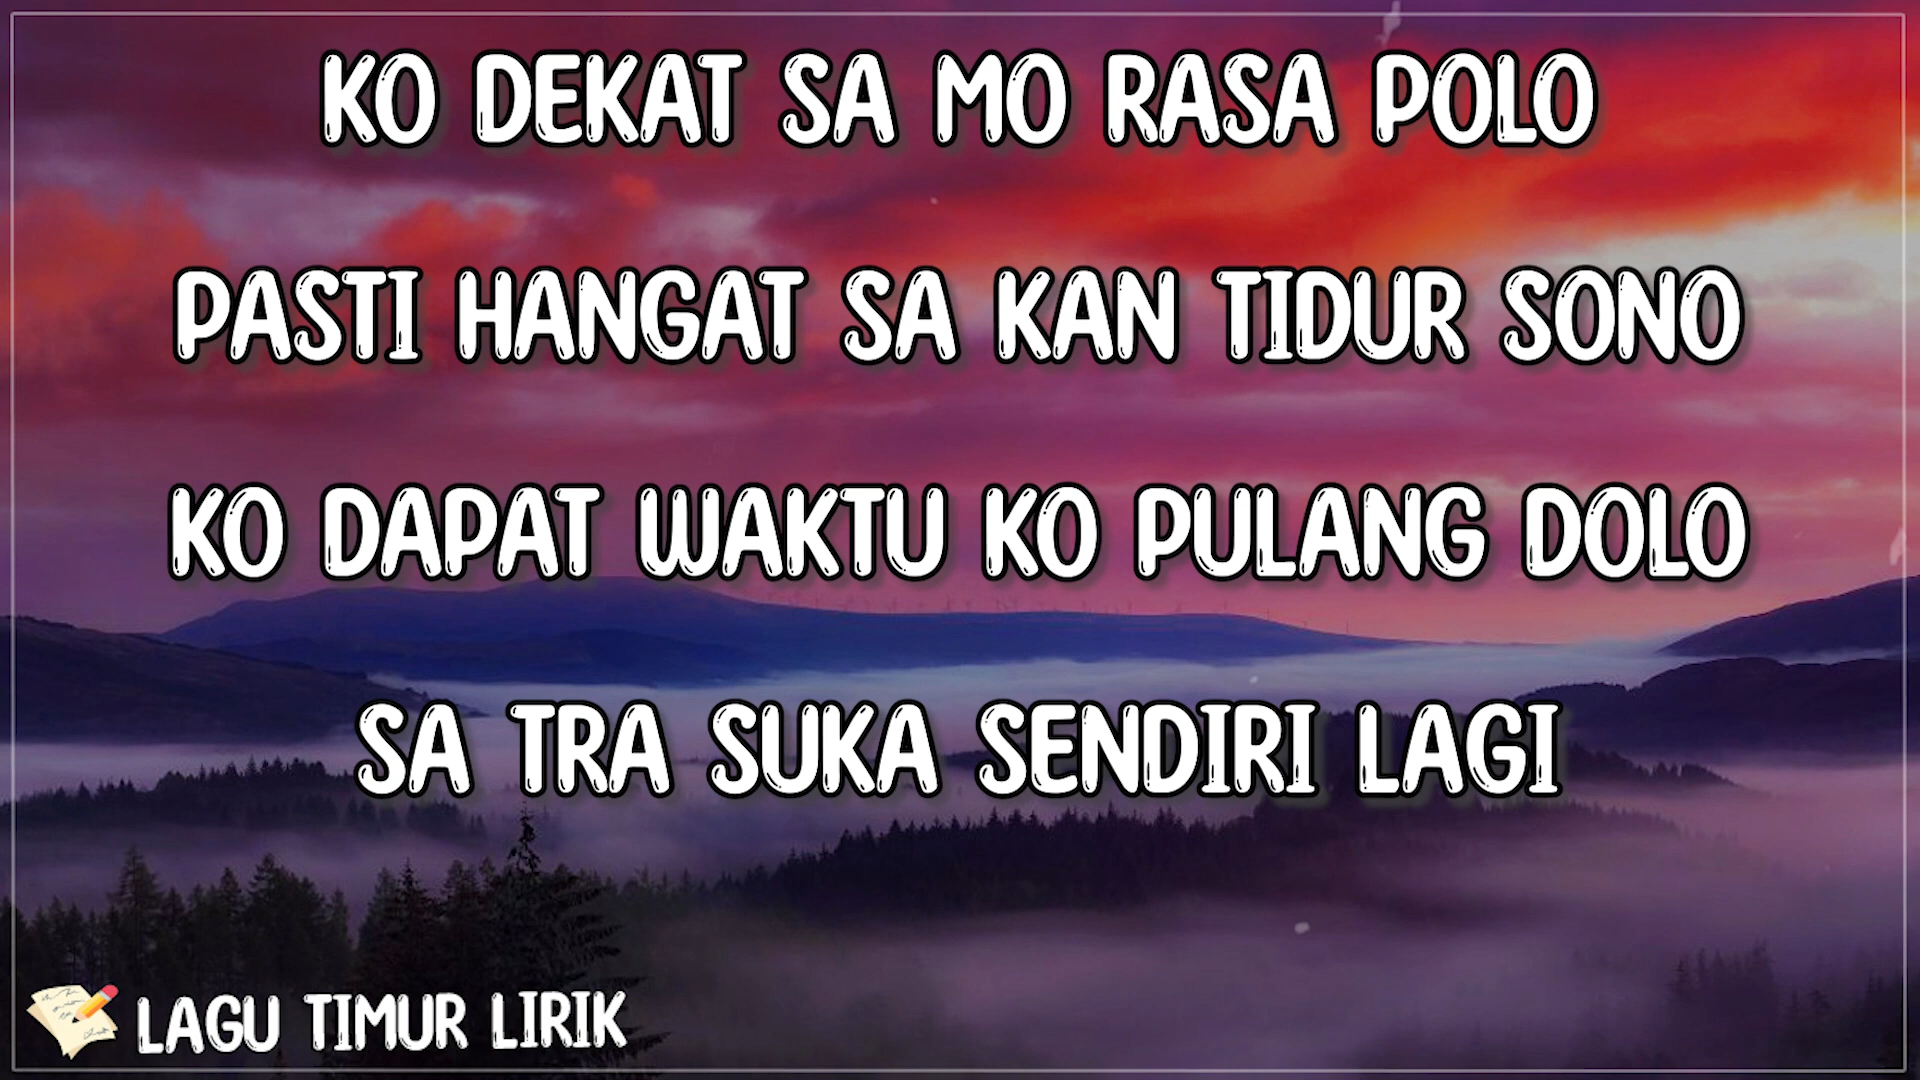 KO DEKAT SA MO RASA POLO
PASTI HANGAT SA KAN TIDUR SONO
KO DAPAT WAKTU KO PULANG DOLO
SA TRA SUKA SENDIRI LAGI
LAGU TIMUR LIRIK